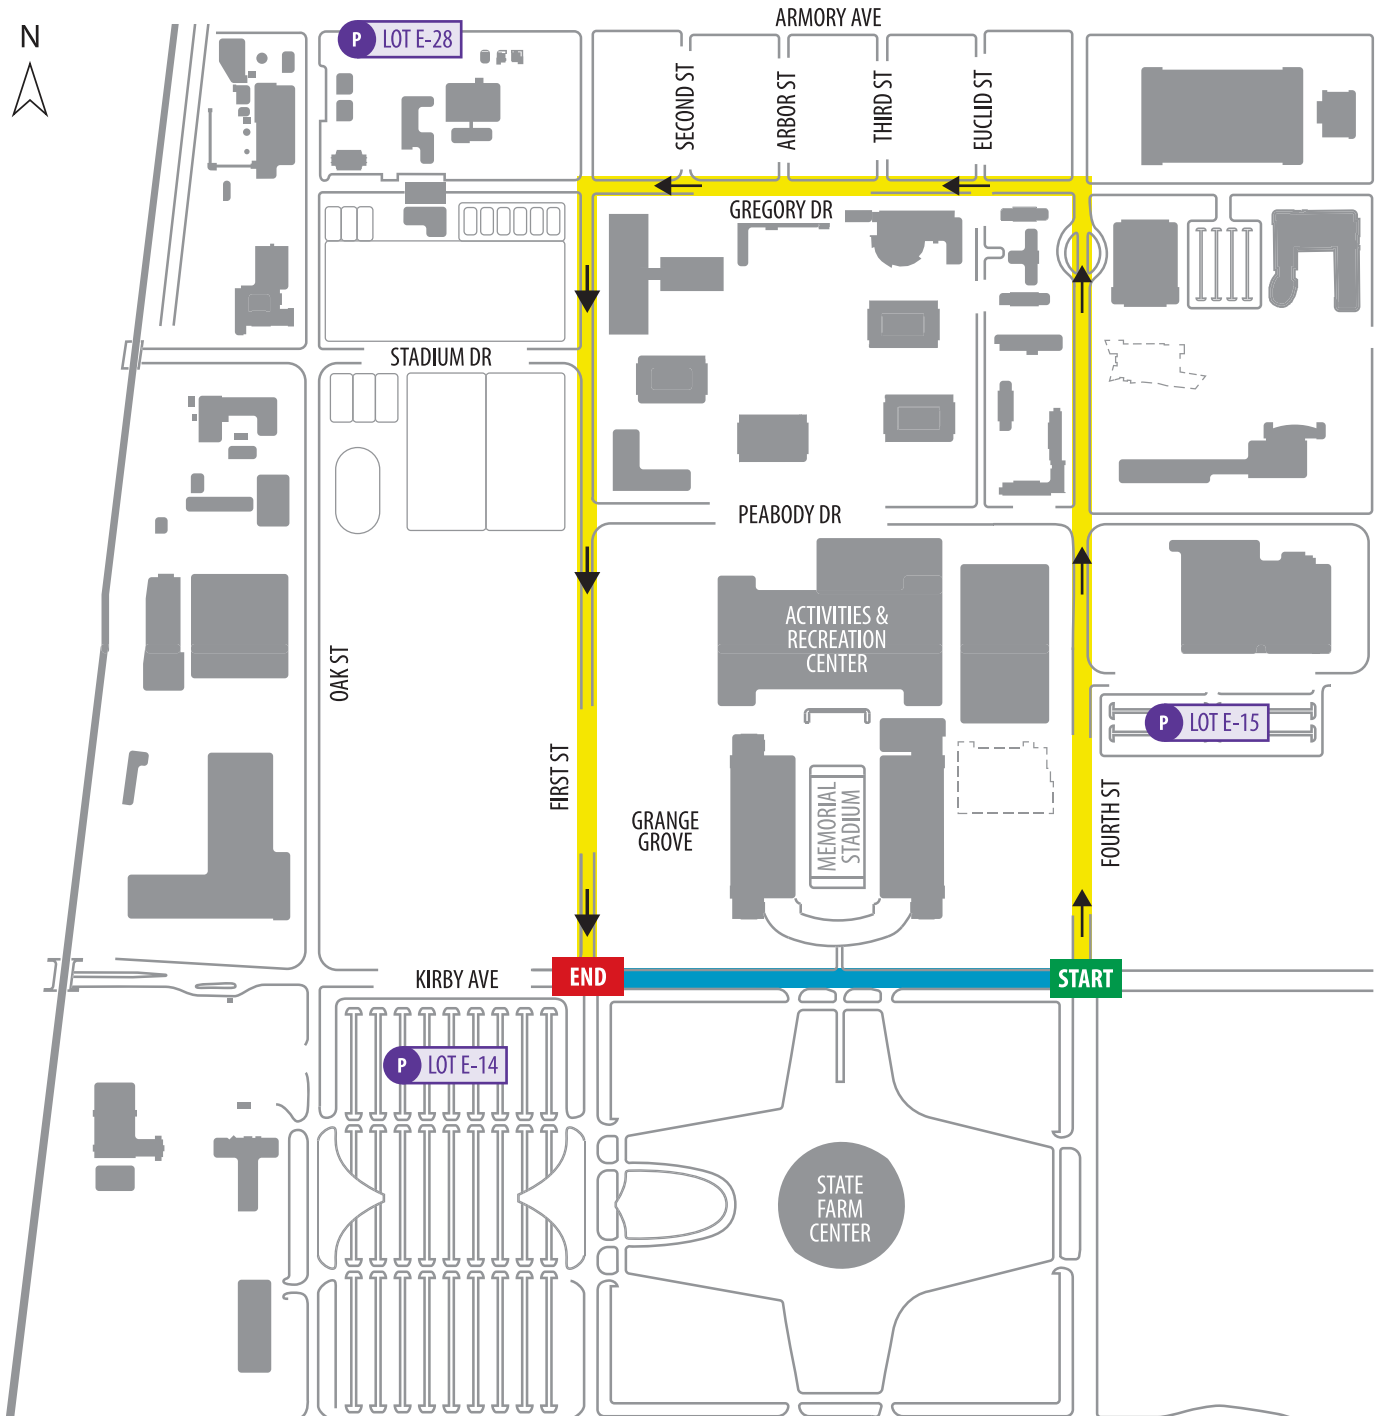 N
ARMORY AVE
P LOT E-28
SECOND ST
ARBOR ST
THIRD ST
EUCLID ST
GREGORY DR
STADIUM DR
PEABODY DR
ACTIVITIES &
RECREATION
CENTER
OAK ST
P LOT E-15
FIRST ST
MEMORIAL
STADIUM
FOURTH ST
GRANGE
GROVE
KIRBY AVE
END
START
P LOT E-14
STATE
FARM
CENTER